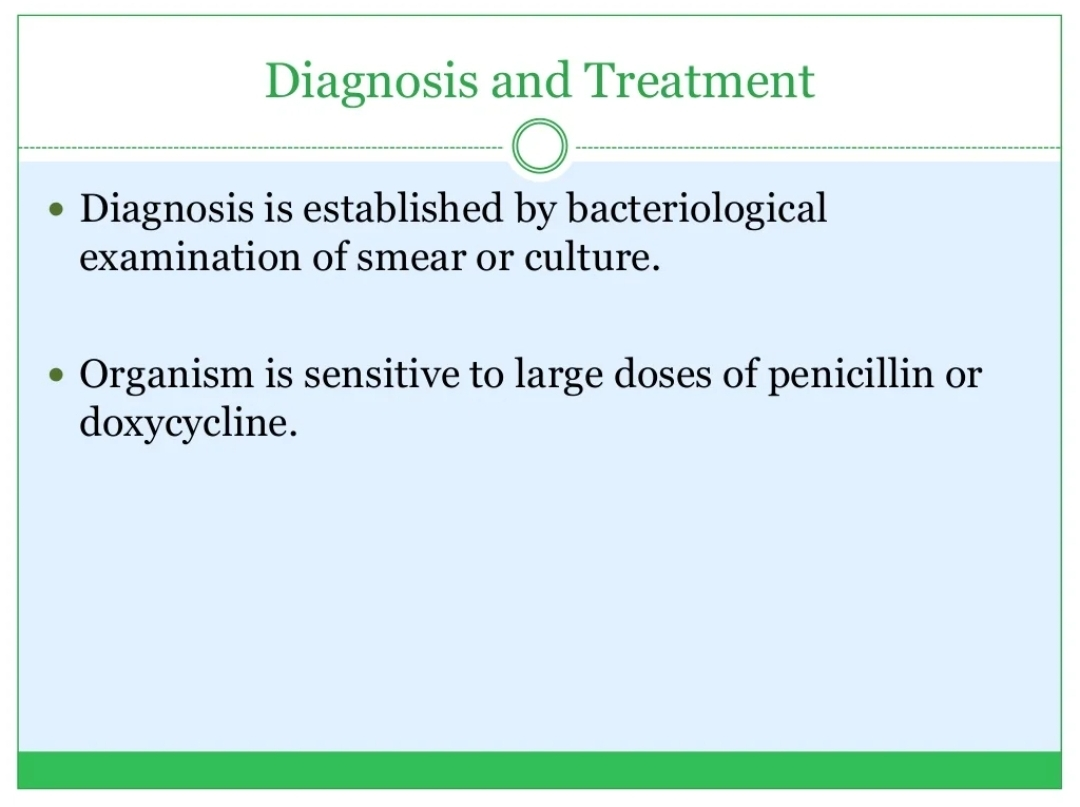 Diagnosis and Treatment
• Diagnosis is established by bacteriological
examination of smear or culture.
• Organism is sensitive to large doses of penicillin or
doxycycline.